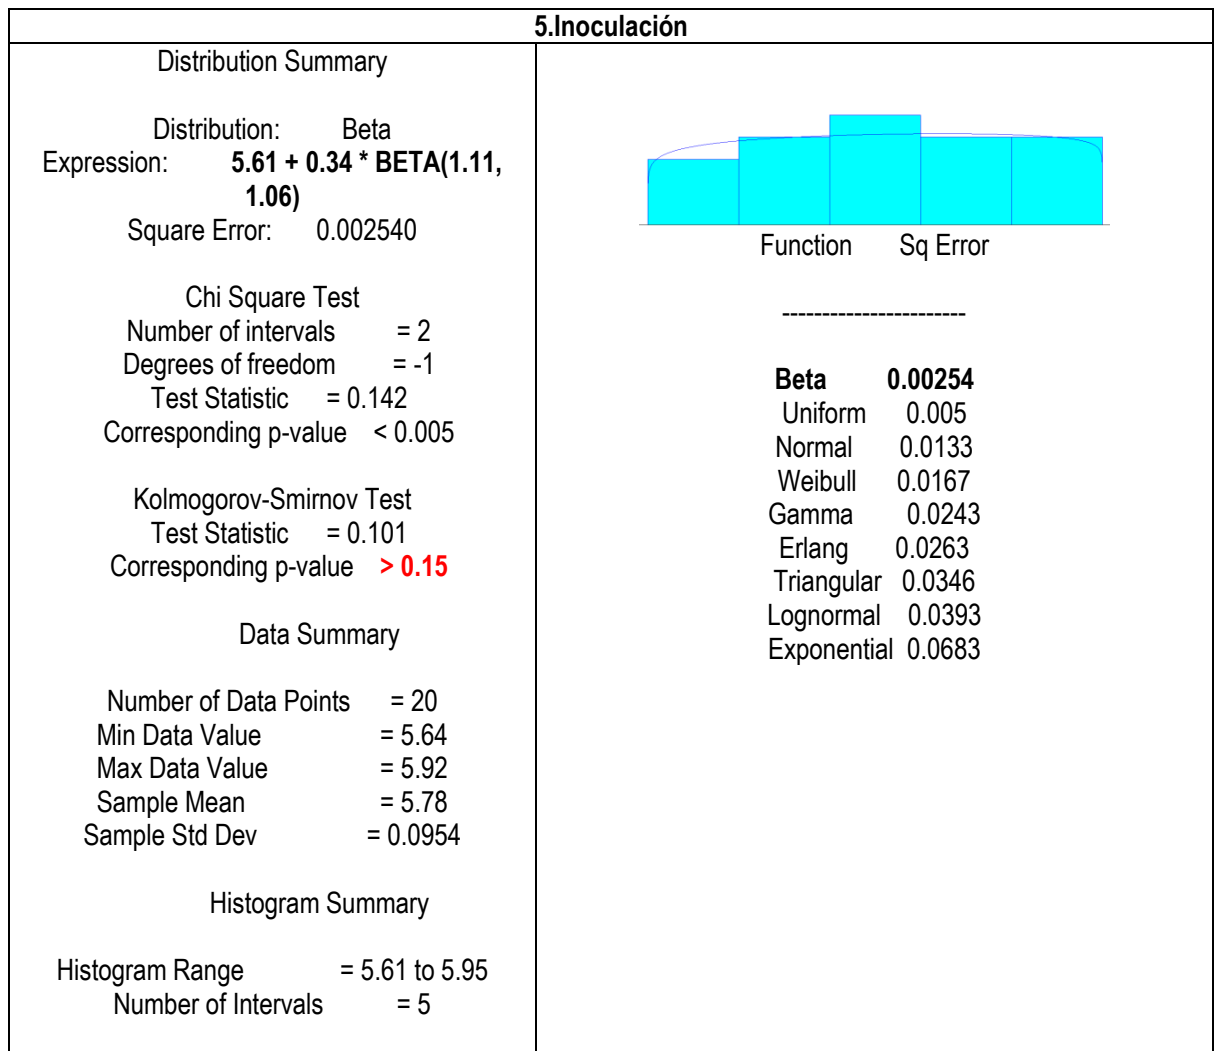 5.Inoculación
Distribution Summary
Distribution: Beta
Expression: 5.61 + 0.34 * BETA(1.11,
1.06)
Square Error: 0.002540
Chi Square Test
Number of intervals = 2
Degrees of freedom = -1
Test Statistic = 0.142
Corresponding p-value < 0.005
Kolmogorov-Smirnov Test
Test Statistic = 0.101
Corresponding p-value > 0.15
Data Summary
Number of Data Points = 20
Min Data Value = 5.64
Max Data Value = 5.92
Sample Mean = 5.78
Sample Std Dev = 0.0954
Histogram Summary
Histogram Range = 5.61 to 5.95
Number of Intervals = 5
Function Sq Error
-----------------------
Beta 0.00254
Uniform 0.005
Normal 0.0133
Weibull 0.0167
Gamma 0.0243
Erlang 0.0263
Triangular 0.0346
Lognormal 0.0393
Exponential 0.0683